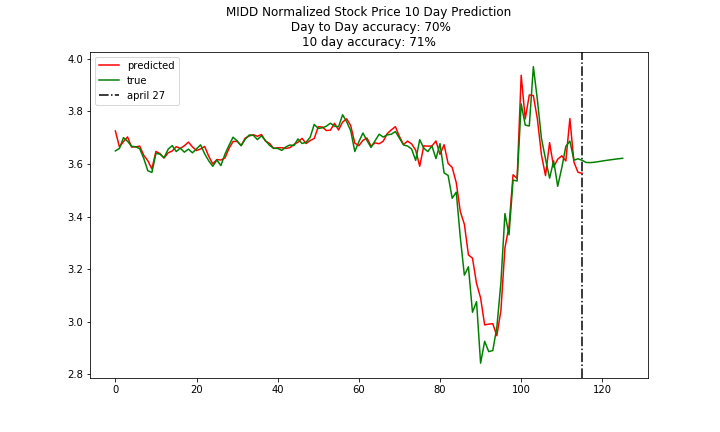 MIDD Normalized Stock Price 10 Day Prediction
Day to Day accuracy: 70%
10 day accuracy: 71%
predicted
true
april 27
4.0
3.8
3.6
3.4
3.2
3.0
2.8
0 20 40 60 80 100 120